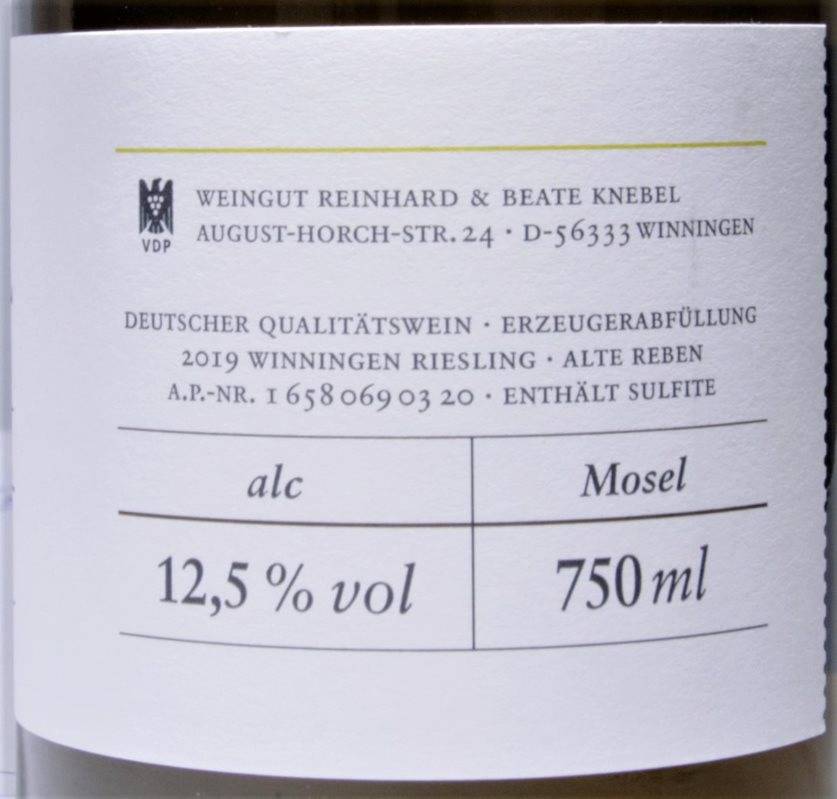 WEINGUT REINHARD & BEATE KNEBEL
AUGUST-HORCH-STR. 24 · D-56333 WINNINGEN
VDP
DEUTSCHER QUALITÄTSWEIN · ERZEUGERABFÜLLUNG
2019 WINNINGEN RIESLING · ALTE REBEN
A.P.-NR. 1 658 069 03 20 · ENTHÄLT SULFITE
alc Mosel
12,5 % vol 750 ml